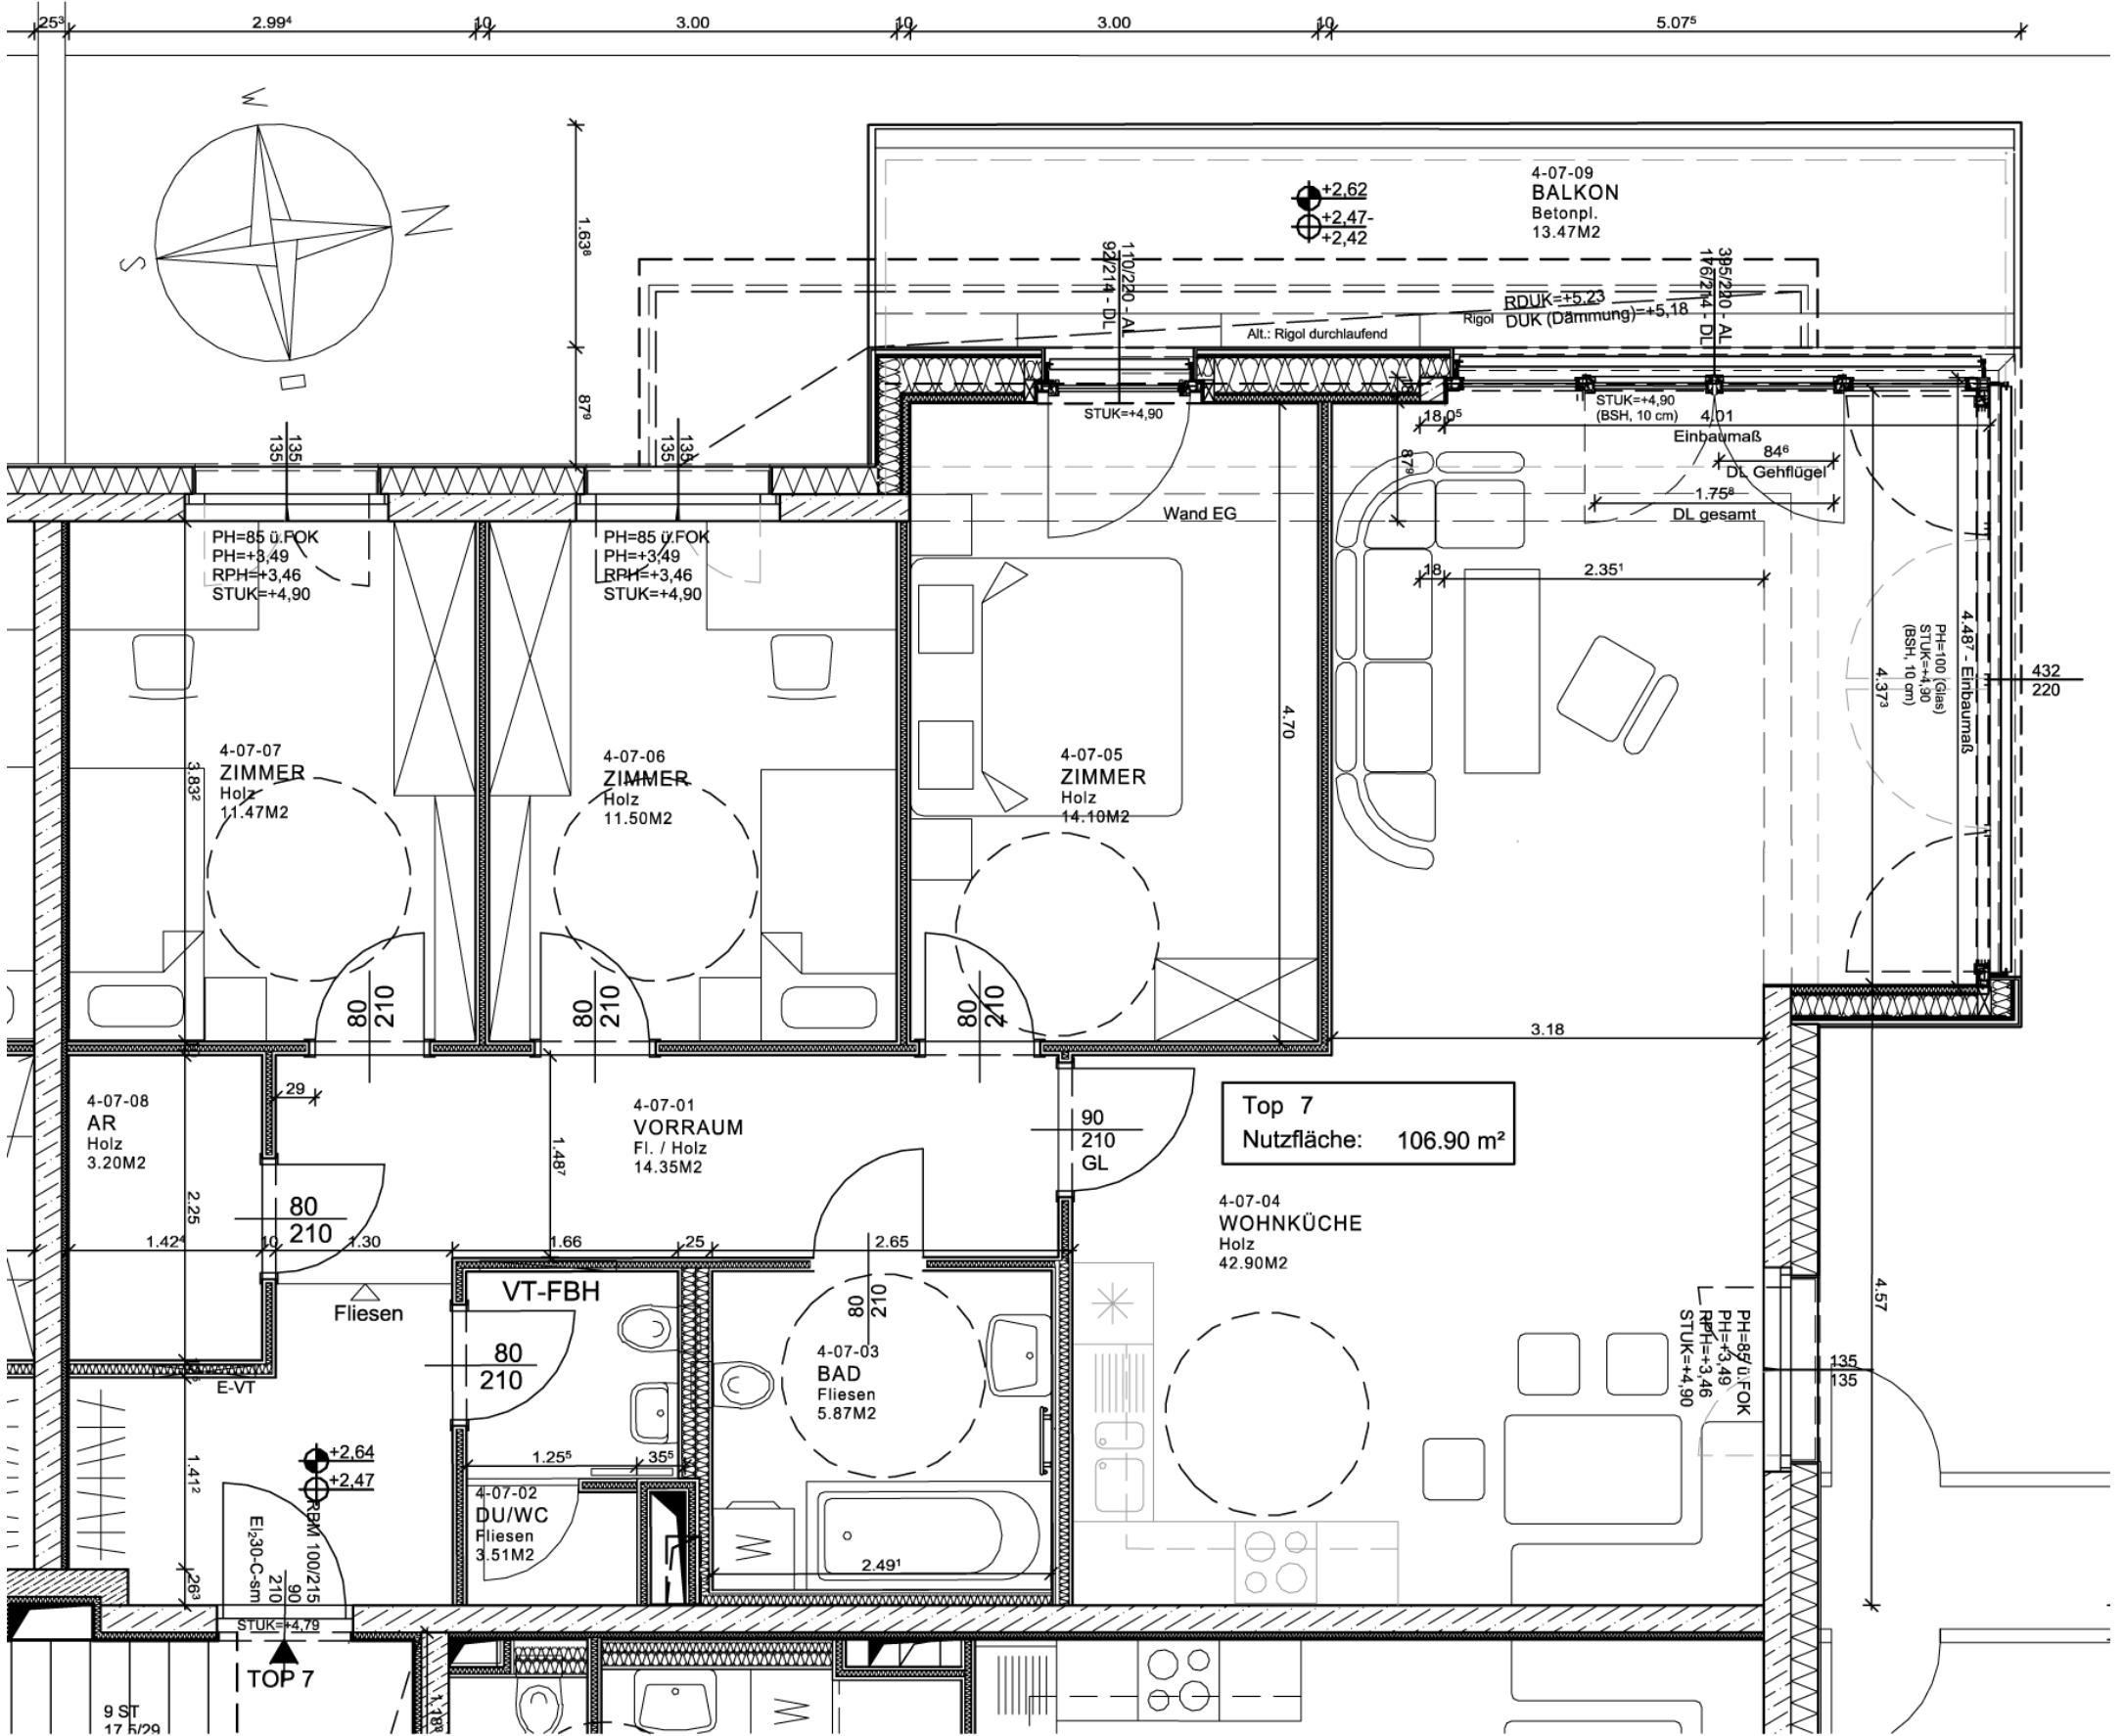 25³ 2.99⁴ 10 3.00 10 3.00 10 5.07⁵
W
N
S
O
1.63⁸
87⁹
4-07-09
BALKON
Betonpl.
13.47M2
+2,62
+2,47-
+2,42
110/220 - AL
92/214 - DL
395/220 - AL
176/214 - DL
RDUK=+5,23
Rigol DUK (Dämmung)=+5,18
Alt.: Rigol durchlaufend
135
135
135
135
STUK=+4,90
STUK=+4,90
(BSH, 10 cm)
18,0⁵ 4.01
Einbaumaß
84⁶
DL Gehflügel
1.75⁸
DL gesamt
87⁹
Wand EG
PH=85 ü.FOK
PH=+3,49
RPH=+3,46
STUK=+4,90
PH=85 ü.FOK
PH=+3,49
RPH=+3,46
STUK=+4,90
18 2.35¹
4.48⁷ - Einbaumaß
PH=100 (Glas)
STUK=+4,90
(BSH, 10 cm)
4.37³
432
220
4.70
4-07-07
ZIMMER
Holz
11.47M2
3.83²
4-07-06
ZIMMER
Holz
11.50M2
4-07-05
ZIMMER
Holz
14.10M2
80
210
80
210
80
210
3.18
4-07-08
AR
Holz
3.20M2
29
4-07-01
VORRAUM
Fl. / Holz
14.35M2
1.48⁷
90
210
GL
Top 7
Nutzfläche: 106.90 m²
2.25
80
210
1.42⁴ 10 1.30 1.66 25 2.65
4-07-04
WOHNKÜCHE
Holz
42.90M2
VT-FBH
Fliesen
80
210
80
210
4-07-03
BAD
Fliesen
5.87M2
E-VT
PH=85 ü.FOK
PH=+3,49
RPH=+3,46
STUK=+4,90
135
135
4.57
1.41²
+2,64
+2,47
1.25⁵ 35⁵
4-07-02
DU/WC
Fliesen
3.51M2
W
2.49¹
26³
RBM 100/215
90
210
EI₂30-C-sm
STUK=+4,79
TOP 7
9 ST
17,5/29
W